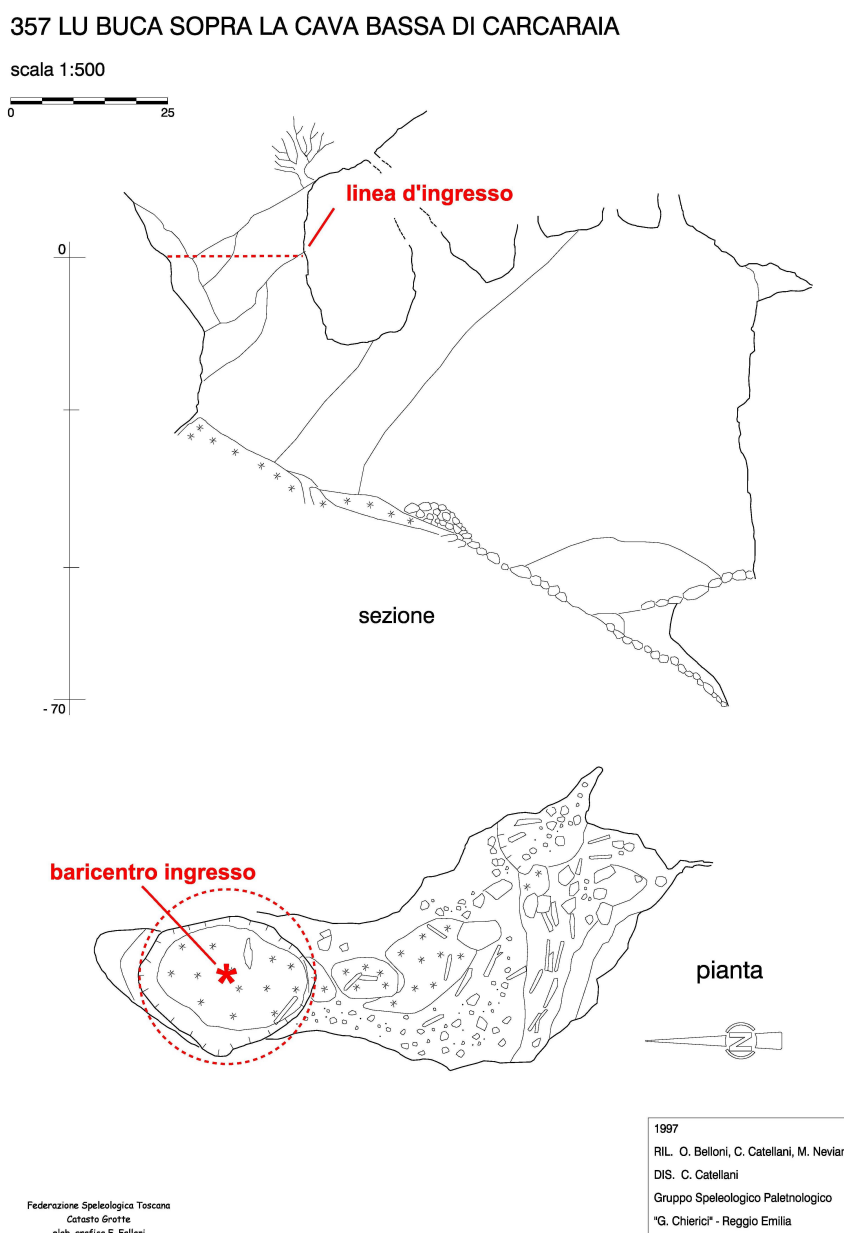 357 LU BUCA SOPRA LA CAVA BASSA DI CARCARAIA
scala 1:500
0 25
linea d'ingresso
0
sezione
- 70
baricentro ingresso
*
pianta
N
1997
RIL. O. Belloni, C. Catellani, M. Nevian
DIS. C. Catellani
Gruppo Speleologico Paletnologico
"G. Chierici" - Reggio Emilia
Federazione Speleologica Toscana
Catasto Grotte